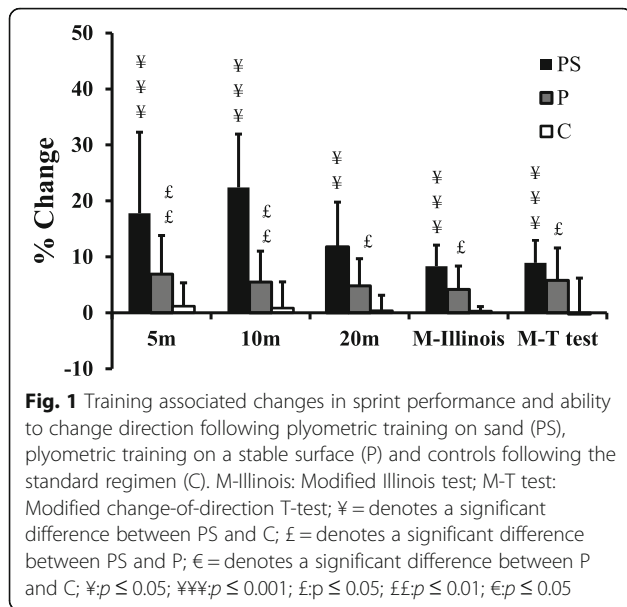 50
40
30
20
10
0
-10
% Change
¥ ¥ ¥
£ £
¥ ¥ ¥
£ £
¥ ¥
£
¥ ¥ ¥
£
¥ ¥ ¥
£
PS
P
C
5m 10m 20m M-Illinois M-T test
Fig. 1 Training associated changes in sprint performance and ability
to change direction following plyometric training on sand (PS),
plyometric training on a stable surface (P) and controls following the
standard regimen (C). M-Illinois: Modified Illinois test; M-T test:
Modified change-of-direction T-test; ¥ = denotes a significant
difference between PS and C; £ = denotes a significant difference
between PS and P; € = denotes a significant difference between P
and C; ¥:p ≤ 0.05; ¥¥¥:p ≤ 0.001; £:p ≤ 0.05; ££:p ≤ 0.01; €:p ≤ 0.05